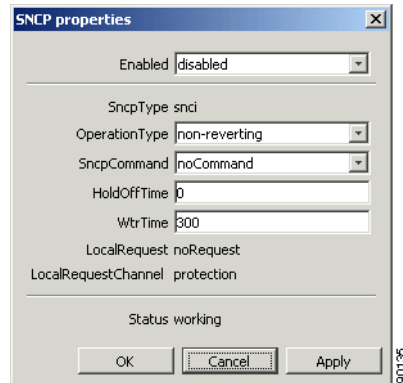 SNCP properties
Enabled disabled
SncpType snci
OperationType non-reverting
SncpCommand noCommand
HoldOffTime 0
WtrTime 300
LocalRequest noRequest
LocalRequestChannel protection
Status working
OK Cancel Apply
90135